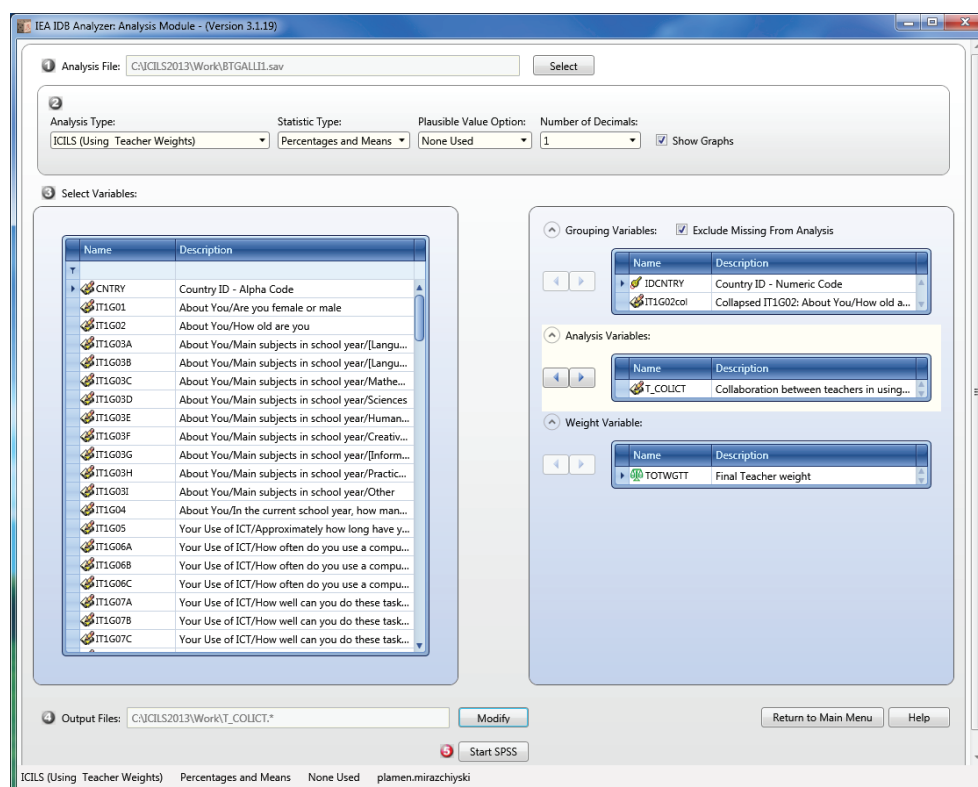 IEA IDB Analyzer: Analysis Module - (Version 3.1.19)
1 Analysis File: C:\ICILS2013\Work\BTGALLI1.sav Select
2
Analysis Type: Statistic Type: Plausible Value Option: Number of Decimals:
ICILS (Using Teacher Weights) Percentages and Means None Used 1 Show Graphs
3 Select Variables:
Name Description
CNTRY Country ID - Alpha Code
IT1G01 About You/Are you female or male
IT1G02 About You/How old are you
IT1G03A About You/Main subjects in school year/[Langu...
IT1G03B About You/Main subjects in school year/[Langu...
IT1G03C About You/Main subjects in school year/Mathe...
IT1G03D About You/Main subjects in school year/Sciences
IT1G03E About You/Main subjects in school year/Human...
IT1G03F About You/Main subjects in school year/Creativ...
IT1G03G About You/Main subjects in school year/[Inform...
IT1G03H About You/Main subjects in school year/Practic...
IT1G03I About You/Main subjects in school year/Other
IT1G04 About You/In the current school year, how man...
IT1G05 Your Use of ICT/Approximately how long have y...
IT1G06A Your Use of ICT/How often do you use a compu...
IT1G06B Your Use of ICT/How often do you use a compu...
IT1G06C Your Use of ICT/How often do you use a compu...
IT1G07A Your Use of ICT/How well can you do these task...
IT1G07B Your Use of ICT/How well can you do these task...
IT1G07C Your Use of ICT/How well can you do these task...
Grouping Variables: Exclude Missing From Analysis
Name Description
IDCNTRY Country ID - Numeric Code
IT1G02col Collapsed IT1G02: About You/How old a...
Analysis Variables:
Name Description
T_COLICT Collaboration between teachers in using...
Weight Variable:
Name Description
TOTWGTT Final Teacher weight
4 Output Files: C:\ICILS2013\Work\T_COLICT.* Modify Return to Main Menu Help
5 Start SPSS
ICILS (Using Teacher Weights) Percentages and Means None Used plamen.mirazchiyski